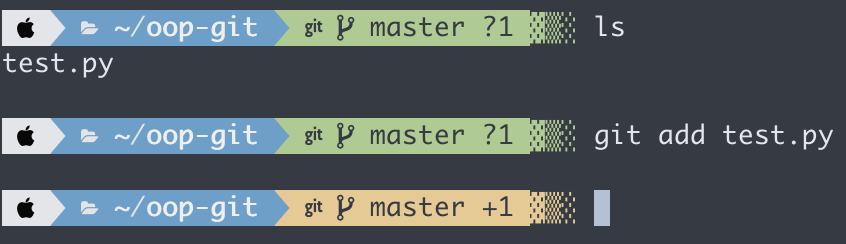 ~/oop-git git master ?1 ls
test.py
~/oop-git git master ?1 git add test.py
~/oop-git git master +1